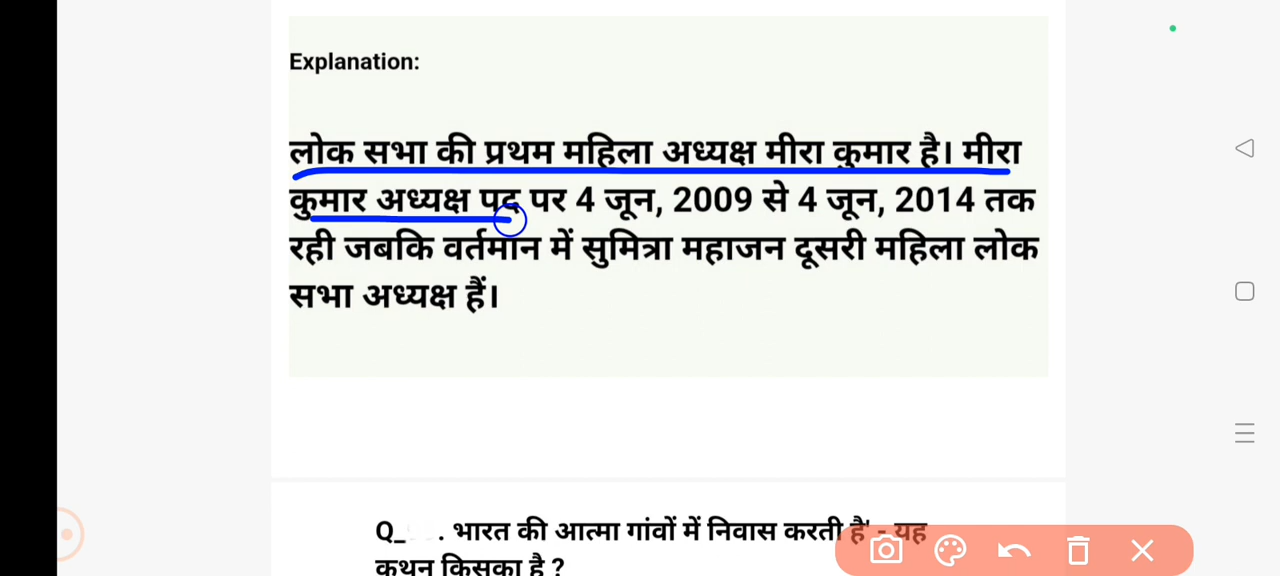 Explanation:
लोक सभा की प्रथम महिला अध्यक्ष मीरा कुमार है। मीरा
कुमार अध्यक्ष पद पर 4 जून, 2009 से 4 जून, 2014 तक
रही जबकि वर्तमान में सुमित्रा महाजन दूसरी महिला लोक
सभा अध्यक्ष हैं।
Q_ . भारत की आत्मा गांवों में निवास करती है' - यह
कथन किसका है ?